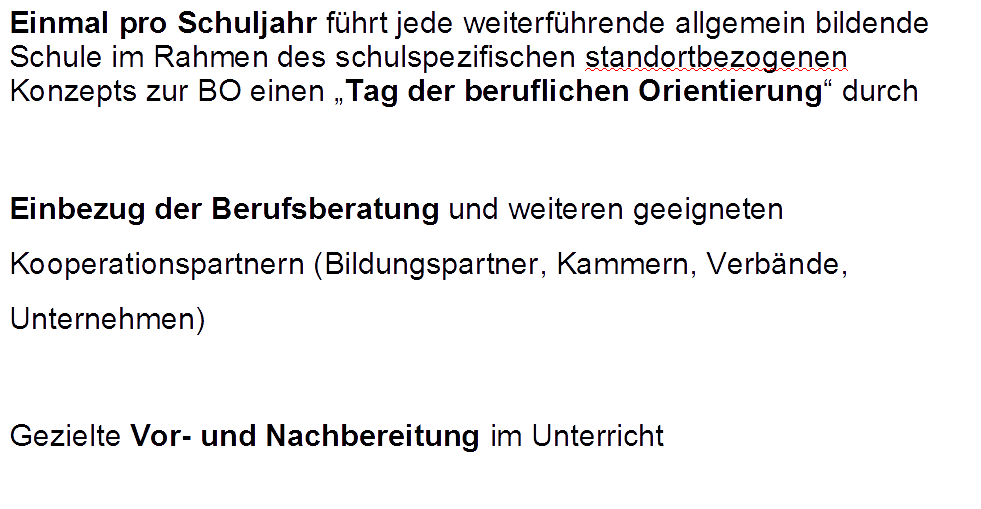 Einmal pro Schuljahr führt jede weiterführende allgemein bildende
Schule im Rahmen des schulspezifischen standortbezogenen
Konzepts zur BO einen „Tag der beruflichen Orientierung“ durch
Einbezug der Berufsberatung und weiteren geeigneten
Kooperationspartnern (Bildungspartner, Kammern, Verbände,
Unternehmen)
Gezielte Vor- und Nachbereitung im Unterricht